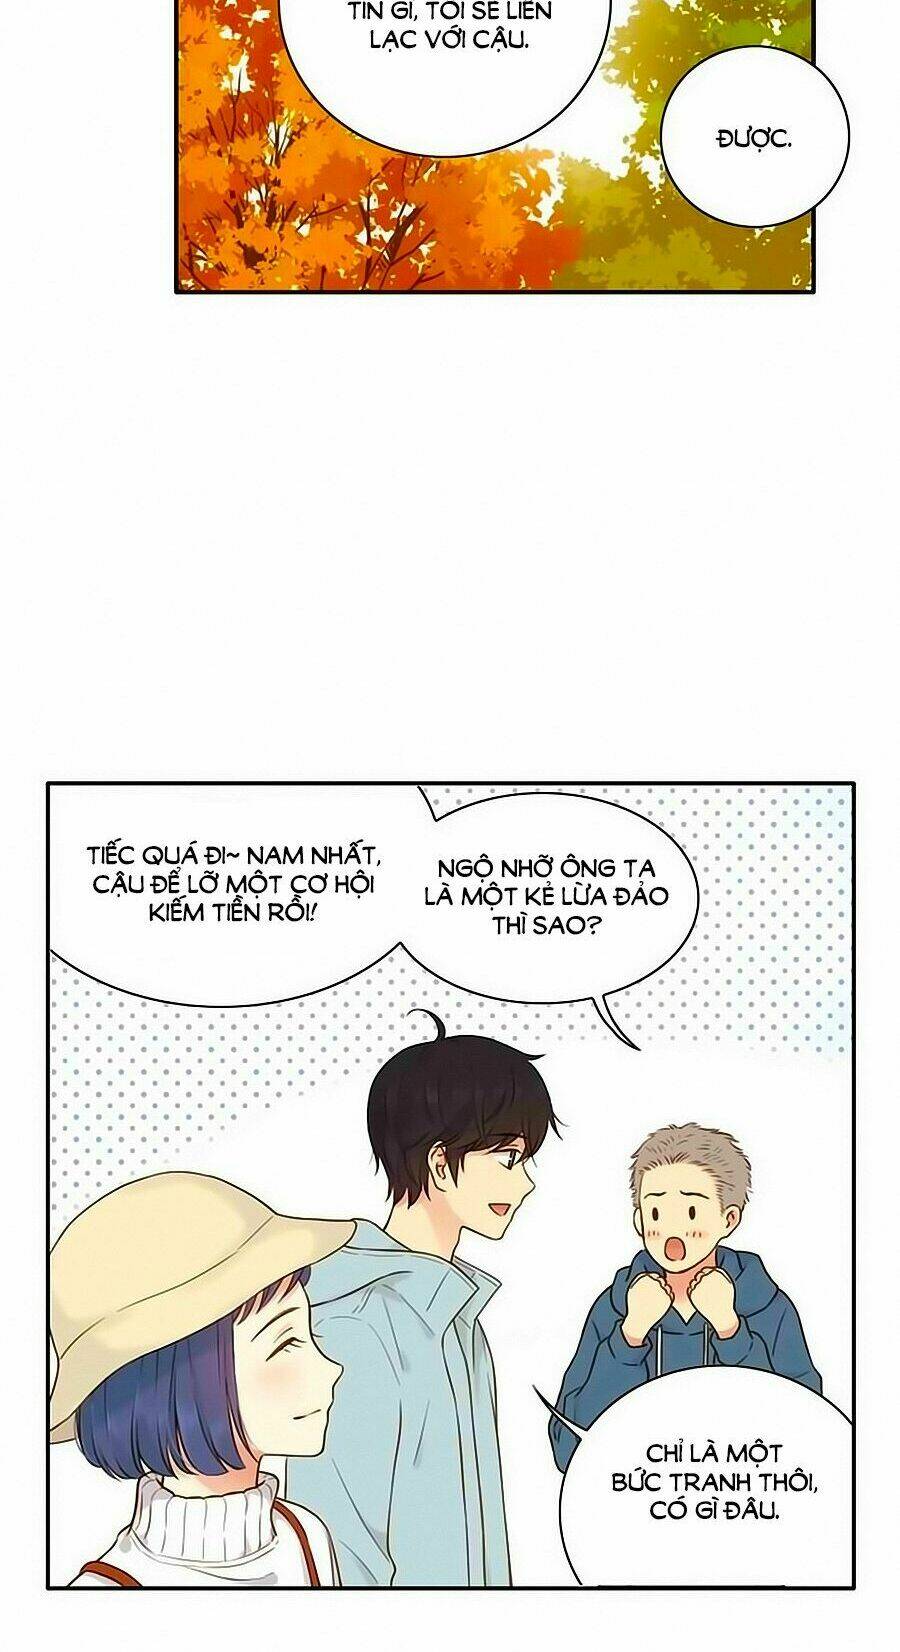 TIN GÌ, TÔI SẼ LIÊN
LẠC VỚI CẬU.
ĐƯỢC.
TIẾC QUÁ ĐI~ NAM NHẤT,
CẬU ĐỂ LỠ MỘT CƠ HỘI
KIẾM TIỀN RỒI!
NGỘ NHỠ ÔNG TA
LÀ MỘT KẺ LỪA ĐẢO
THÌ SAO?
CHỈ LÀ MỘT
BỨC TRANH THÔI,
CÓ GÌ ĐÂU.